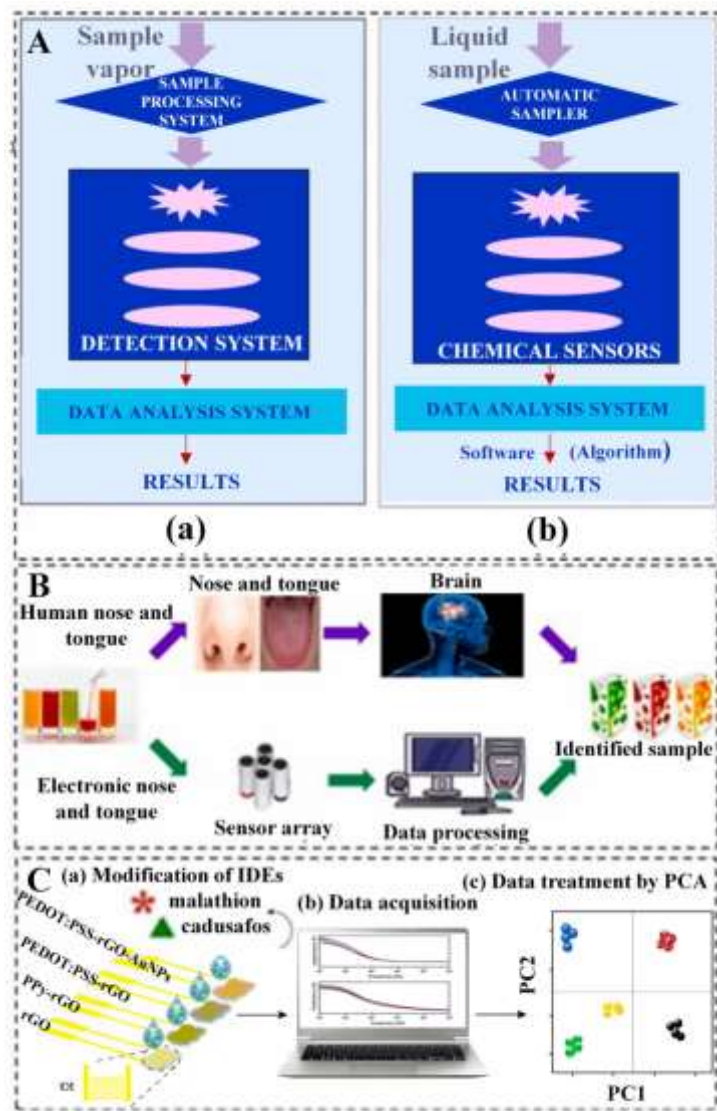 A
Sample
vapor
SAMPLE
PROCESSING
SYSTEM
DETECTION SYSTEM
DATA ANALYSIS SYSTEM
RESULTS
(a)
Liquid
sample
AUTOMATIC
SAMPLER
CHEMICAL SENSORS
DATA ANALYSIS SYSTEM
Software (Algorithm)
RESULTS
(b)
B
Human nose and
tongue
Nose and tongue
Brain
Identified sample
Electronic nose
and tongue
Sensor array
Data processing
C
(a) Modification of IDEs
malathion
cadusafos
PEDOT:PSS-rGO-AuNPs
PEDOT:PSS-rGO
PPy-rGO
rGO
(b) Data acquisition
(c) Data treatment by PCA
PC2
PC1